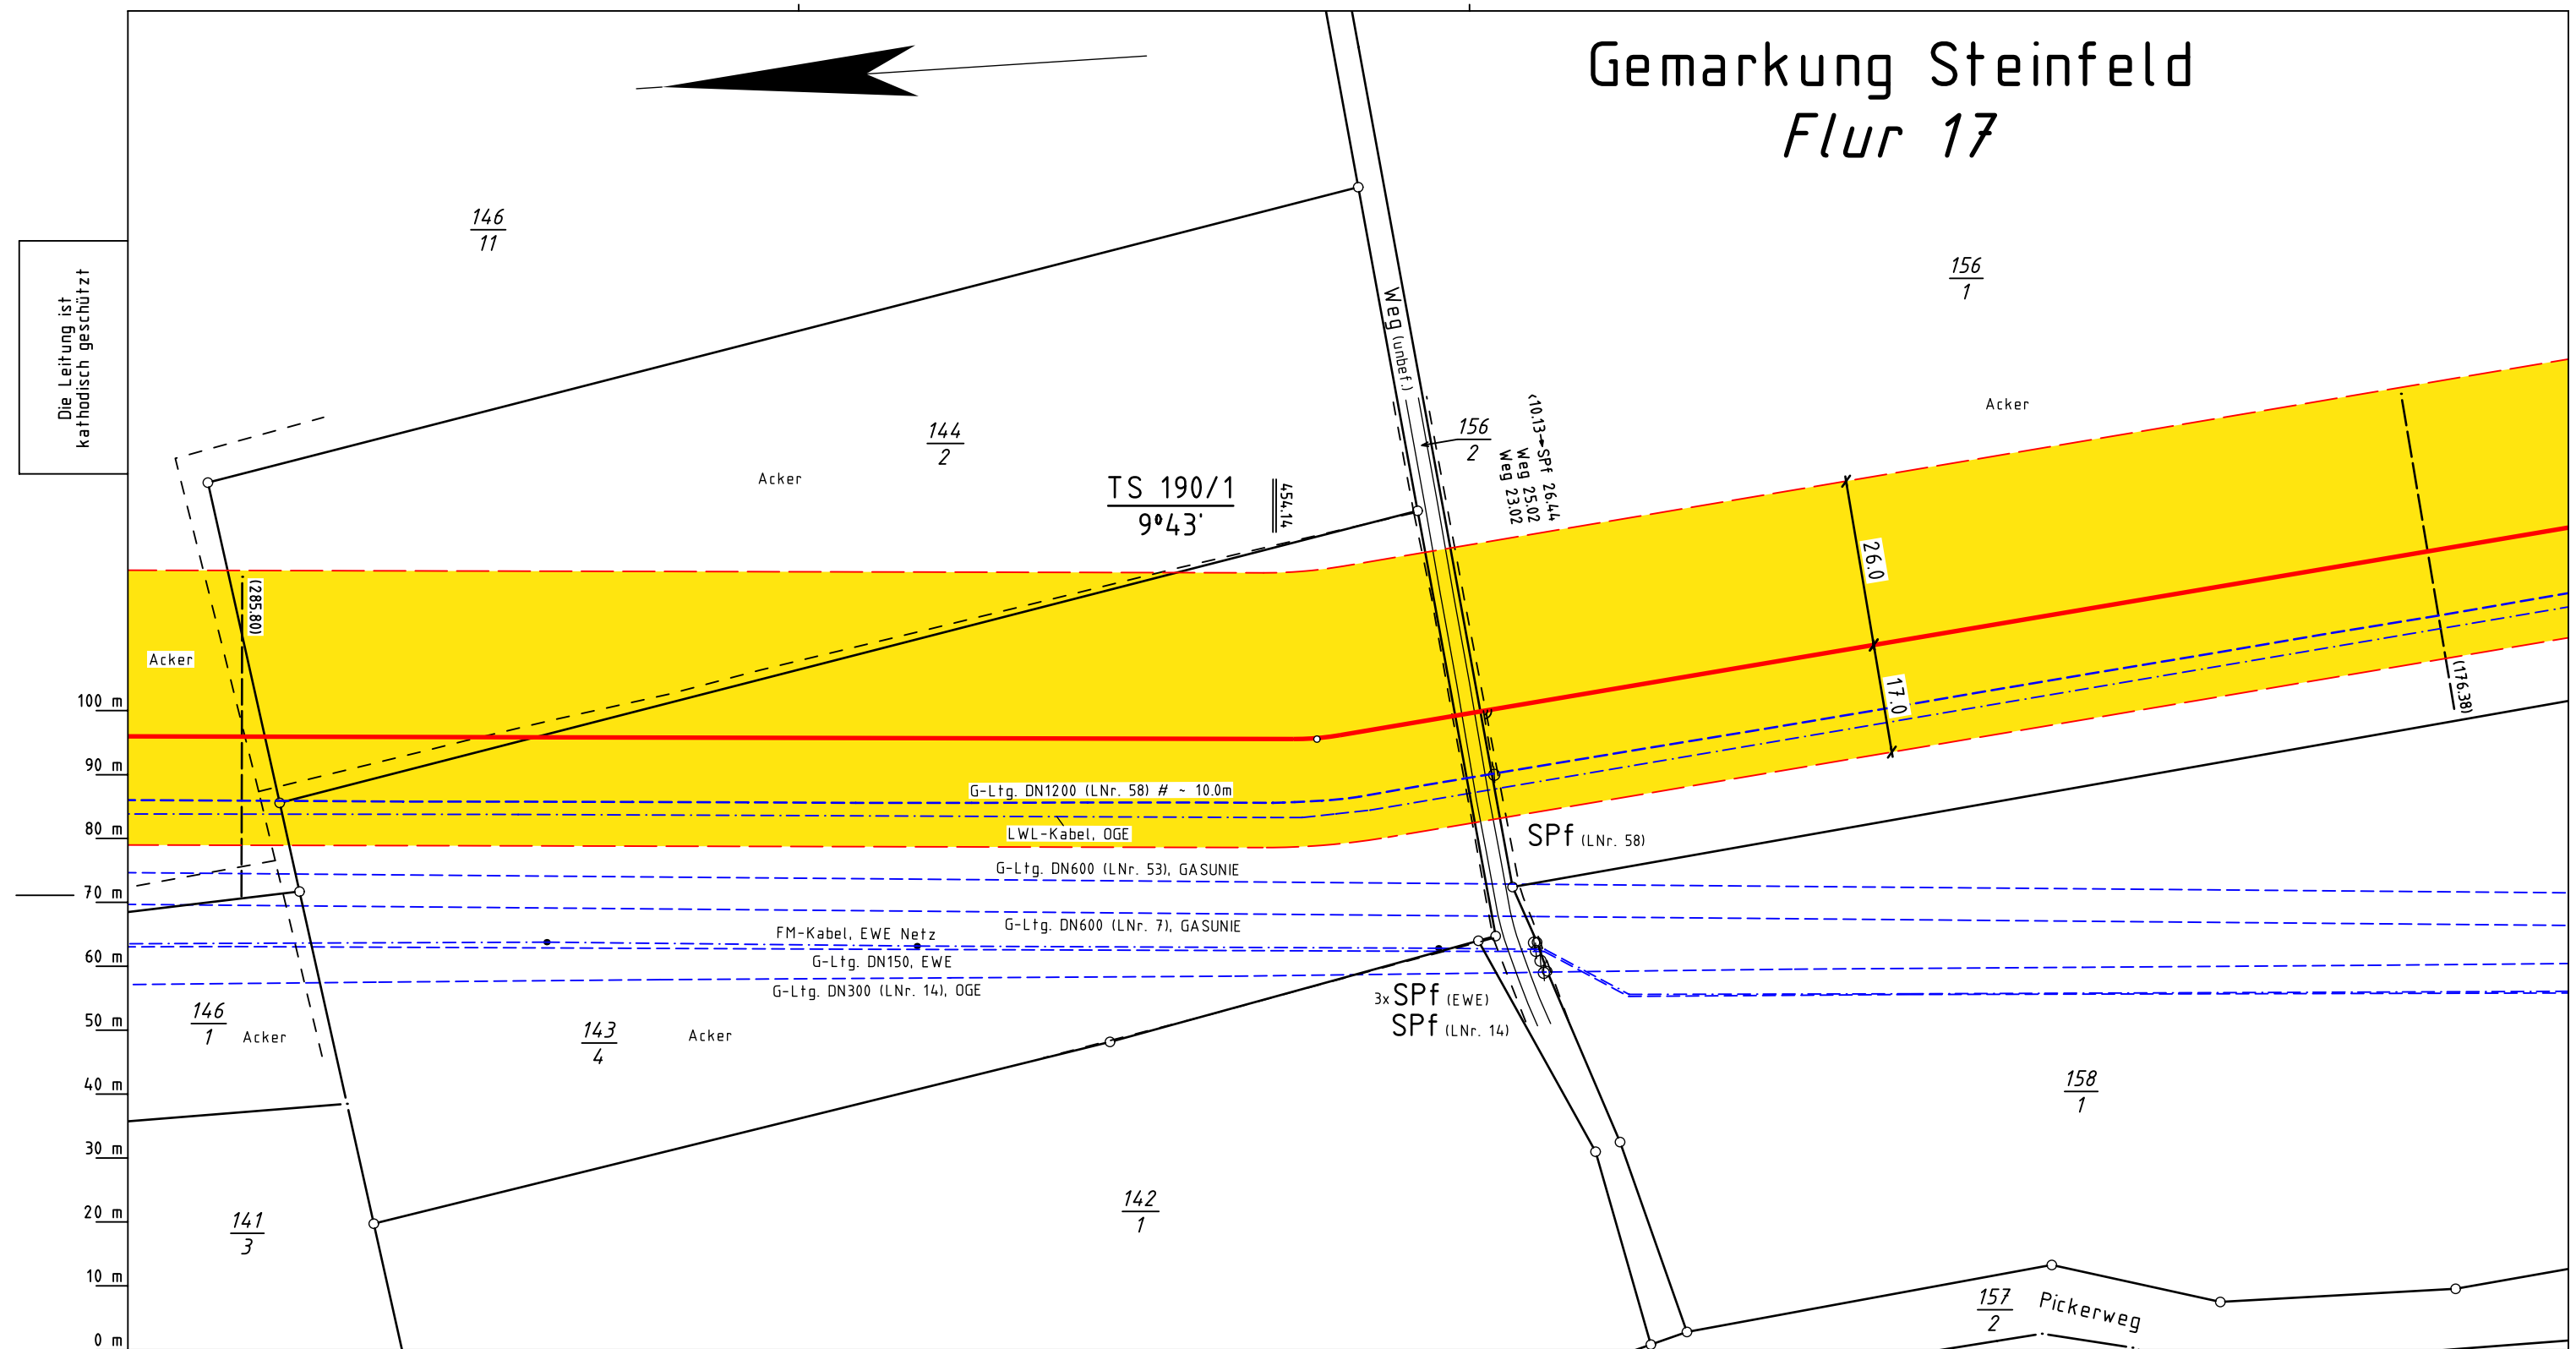 Gemarkung Steinfeld
Flur 17
146
11
Die Leitung ist
kathodisch geschützt
156
1
Weg (unbef.)
Acker
144
2
Acker
156
2
<10.13→SPf 26.44
Weg 25.02
Weg 23.02
TS 190/1
9°43'
454.14
26.0
17.0
(285.80)
Acker
(176.38)
100 m
90 m
80 m
70 m
60 m
50 m
40 m
30 m
20 m
10 m
0 m
G-Ltg. DN1200 (LNr. 58) # ~ 10.0m
LWL-Kabel, OGE
SPf (LNr. 58)
G-Ltg. DN600 (LNr. 53), GASUNIE
G-Ltg. DN600 (LNr. 7), GASUNIE
FM-Kabel, EWE Netz
G-Ltg. DN150, EWE
G-Ltg. DN300 (LNr. 14), OGE
3x SPf (EWE)
SPf (LNr. 14)
146
1
Acker
143
4
Acker
158
1
141
3
142
1
157
2
Pickerweg